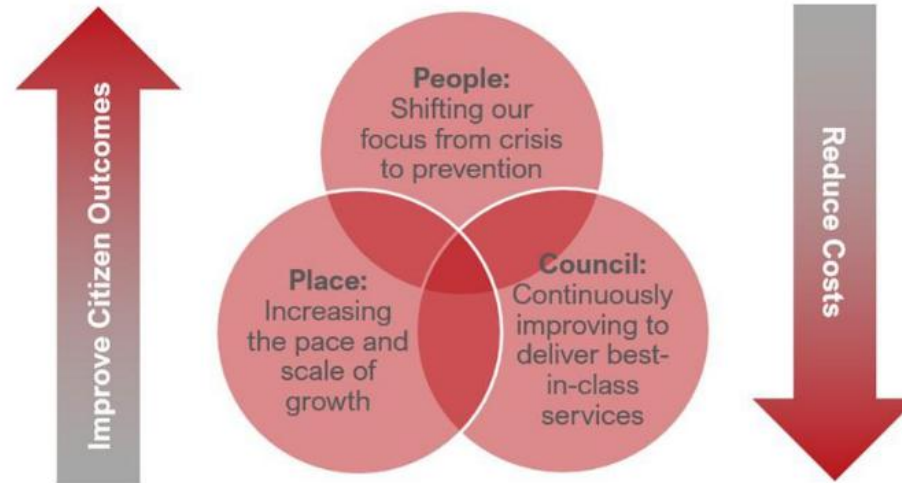 Improve Citizen Outcomes
People:
Shifting our
focus from crisis
to prevention
Place:
Increasing
the pace and
scale of
growth
Council:
Continuously
improving to
deliver best-
in-class
services
Reduce Costs